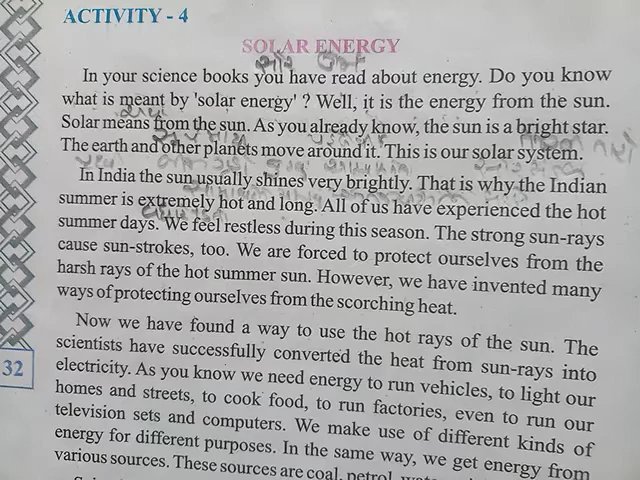 ACTIVITY - 4
SOLAR ENERGY
In your science books you have read about energy. Do you know
what is meant by 'solar energy' ? Well, it is the energy from the sun.
Solar means from the sun. As you already know, the sun is a bright star.
The earth and other planets move around it. This is our solar system.
In India the sun usually shines very brightly. That is why the Indian
summer is extremely hot and long. All of us have experienced the hot
summer days. We feel restless during this season. The strong sun-rays
cause sun-strokes, too. We are forced to protect ourselves from the
harsh rays of the hot summer sun. However, we have invented many
ways of protecting ourselves from the scorching heat.
Now we have found a way to use the hot rays of the sun. The
scientists have successfully converted the heat from sun-rays into
electricity. As you know we need energy to run vehicles, to light our
32
homes and streets, to cook food, to run factories, even to run our
television sets and computers. We make use of different kinds of
energy for different purposes. In the same way, we get energy from
various sources. These sources are coal, petrol,